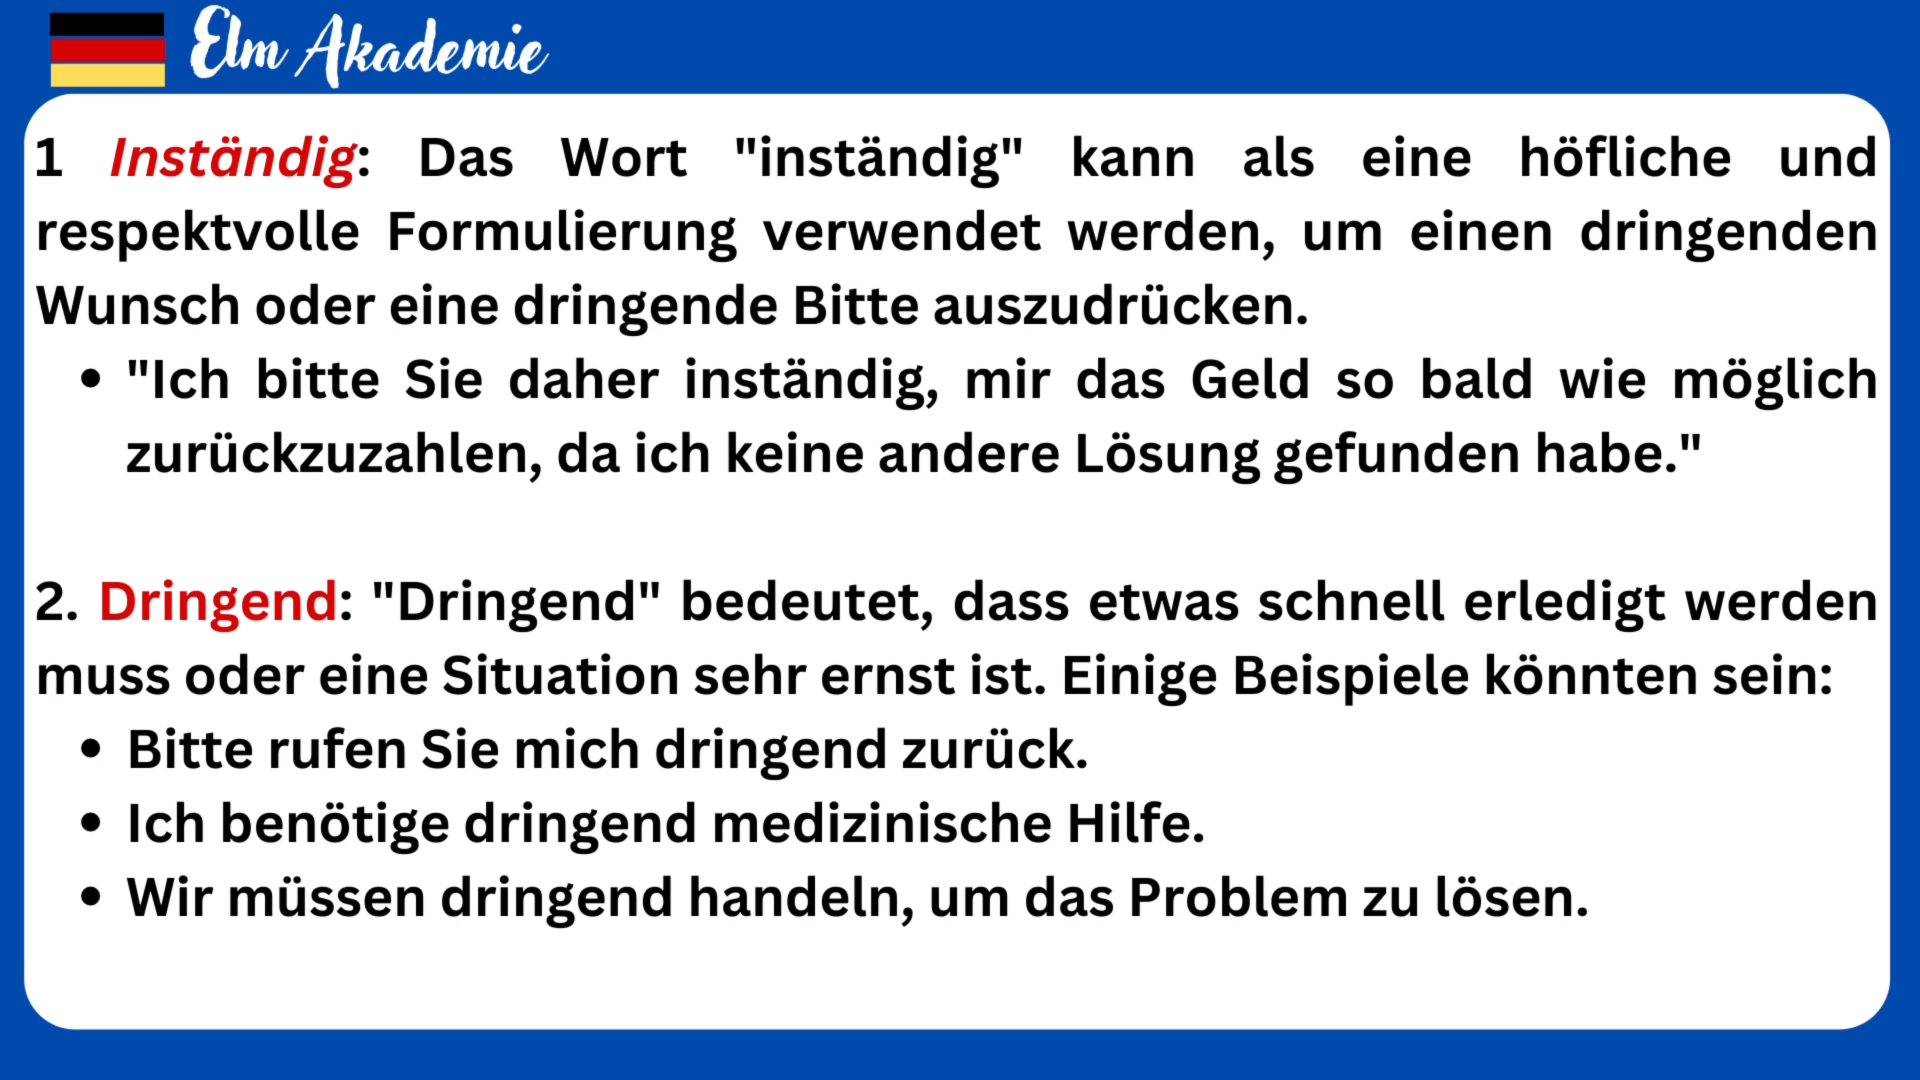 Elm Akademie
1 Inständig: Das Wort "inständig" kann als eine höfliche und
respektvolle Formulierung verwendet werden, um einen dringenden
Wunsch oder eine dringende Bitte auszudrücken.
• "Ich bitte Sie daher inständig, mir das Geld so bald wie möglich
zurückzuzahlen, da ich keine andere Lösung gefunden habe."
2. Dringend: "Dringend" bedeutet, dass etwas schnell erledigt werden
muss oder eine Situation sehr ernst ist. Einige Beispiele könnten sein:
• Bitte rufen Sie mich dringend zurück.
• Ich benötige dringend medizinische Hilfe.
• Wir müssen dringend handeln, um das Problem zu lösen.